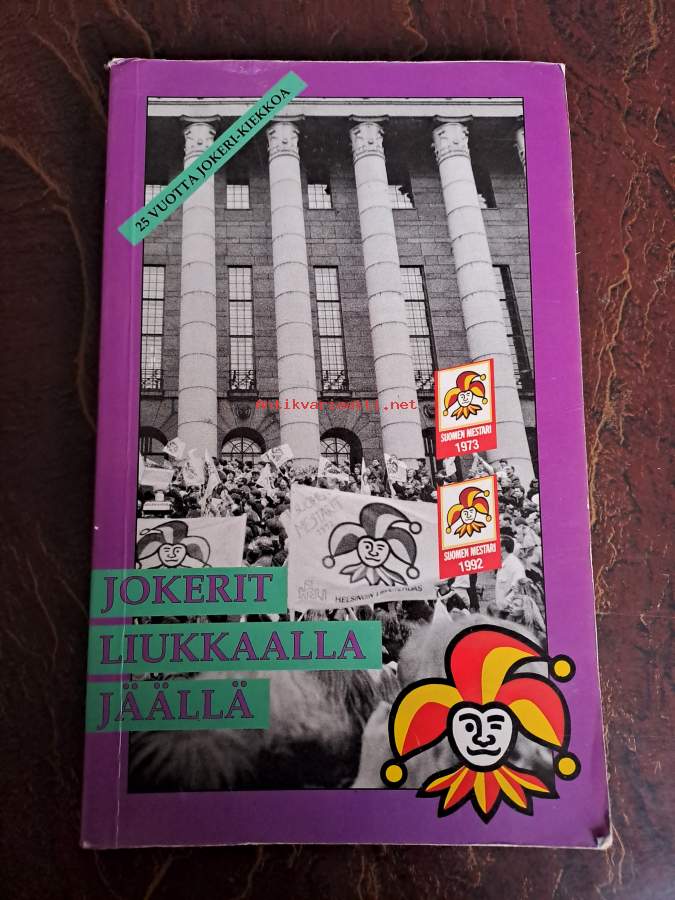 25 VUOTTA JOKERI-KIEKKOA
Antikvariaatti.net
SUOMEN MESTARI
1973
SUOMEN MESTARI
1992
HELSINGIN
JOKERIT
LIUKKAALLA
JÄÄLLÄ